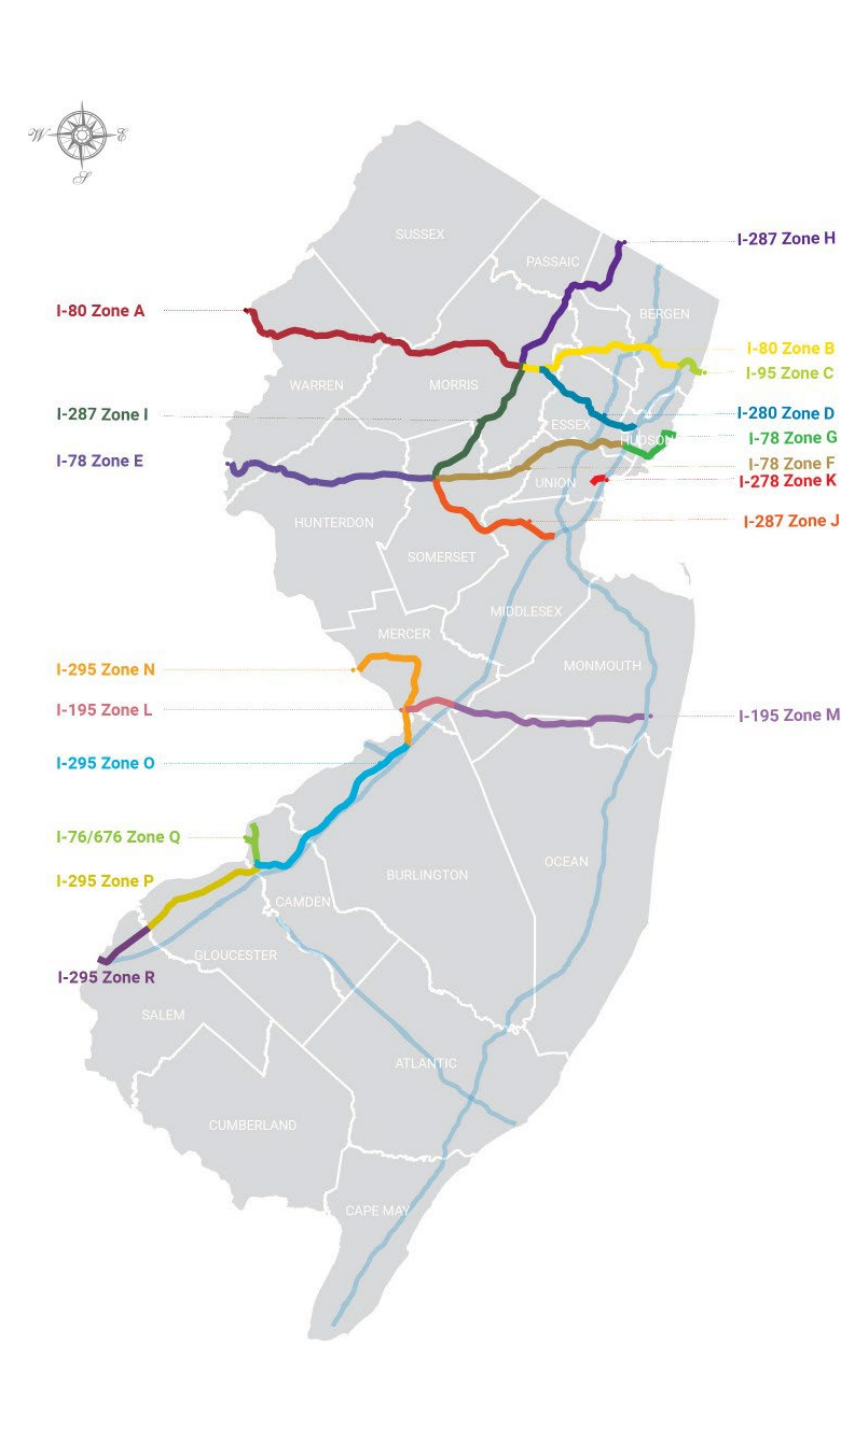 W E
S
SUSSEX
PASSAIC
I-287 Zone H
I-80 Zone A
BERGEN
I-80 Zone B
I-95 Zone C
WARREN
MORRIS
I-287 Zone I
I-280 Zone D
ESSEX
HUDSON
I-78 Zone G
I-78 Zone E
I-78 Zone F
UNION
I-278 Zone K
HUNTERDON
I-287 Zone J
SOMERSET
MIDDLESEX
MERCER
MONMOUTH
I-295 Zone N
I-195 Zone L
I-195 Zone M
I-295 Zone O
I-76/676 Zone Q
OCEAN
I-295 Zone P
BURLINGTON
CAMDEN
GLOUCESTER
I-295 Zone R
SALEM
ATLANTIC
CUMBERLAND
CAPE MAY